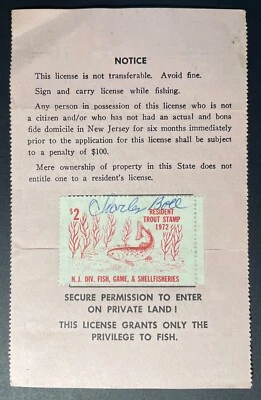 NOTICE
This license is not transferable. Avoid fine.
Sign and carry license while fishing.
Any person in possession of this license who is not
a citizen and/or who has not had an actual and bona
fide domicile in New Jersey for six months immediately
prior to the application for this license shall be subject
to a penalty of $100.
Mere ownership of property in this State does not
entitle one to a resident's license.
$2
Charles
RESIDENT
TROUT STAMP
1972
N. J. DIV. FISH, GAME, & SHELLFISHERIES
SECURE PERMISSION TO ENTER
ON PRIVATE LAND !
THIS LICENSE GRANTS ONLY THE
PRIVILEGE TO FISH.